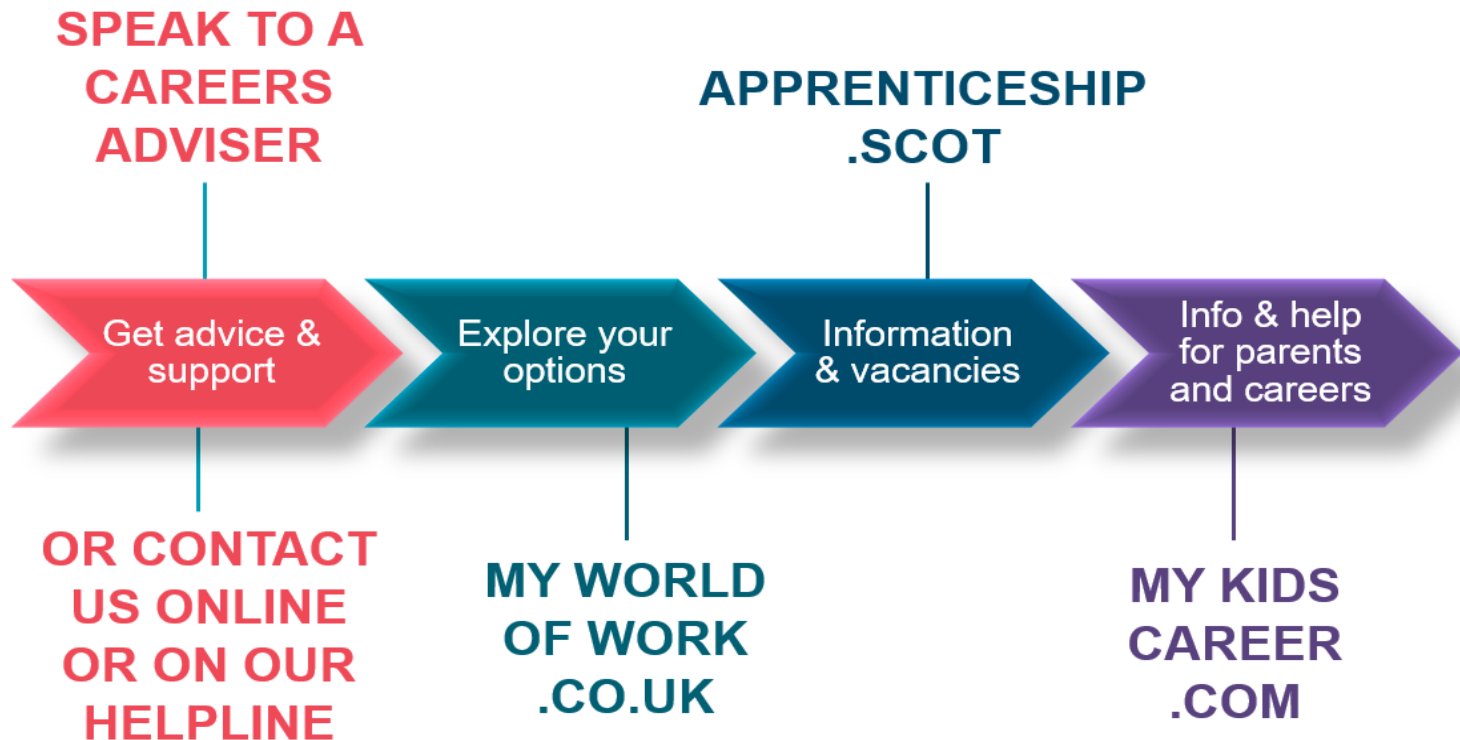 SPEAK TO A
CAREERS
ADVISER
Get advice &
support
OR CONTACT
US ONLINE
OR ON OUR
HELPLINE
Explore your
options
MY WORLD
OF WORK
.CO.UK
APPRENTICESHIP
.SCOT
Information
& vacancies
Info & help
for parents
and careers
MY KIDS
CAREER
.COM